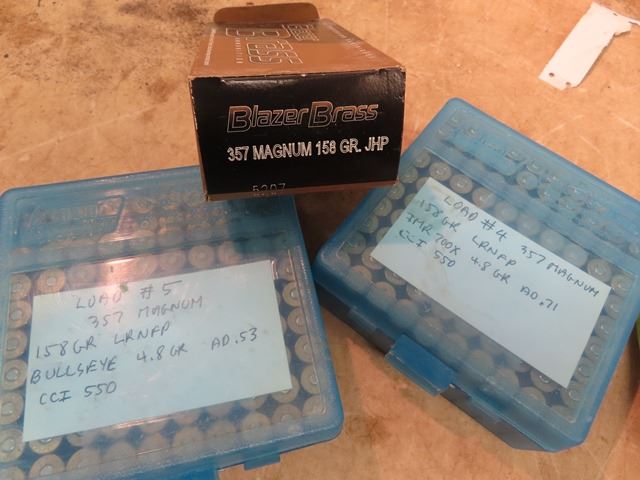 Blazer Brass
357 MAGNUM 158 GR. JHP
5207
LOAD #5
357 MAGNUM
158GR LRNFP
BULLSEYE 4.8GR AD.53
CCI 550
LOAD #4 357 MAGNUM
158GR LRNFP
IMR 700X 4.8GR AD.71
CCI 550